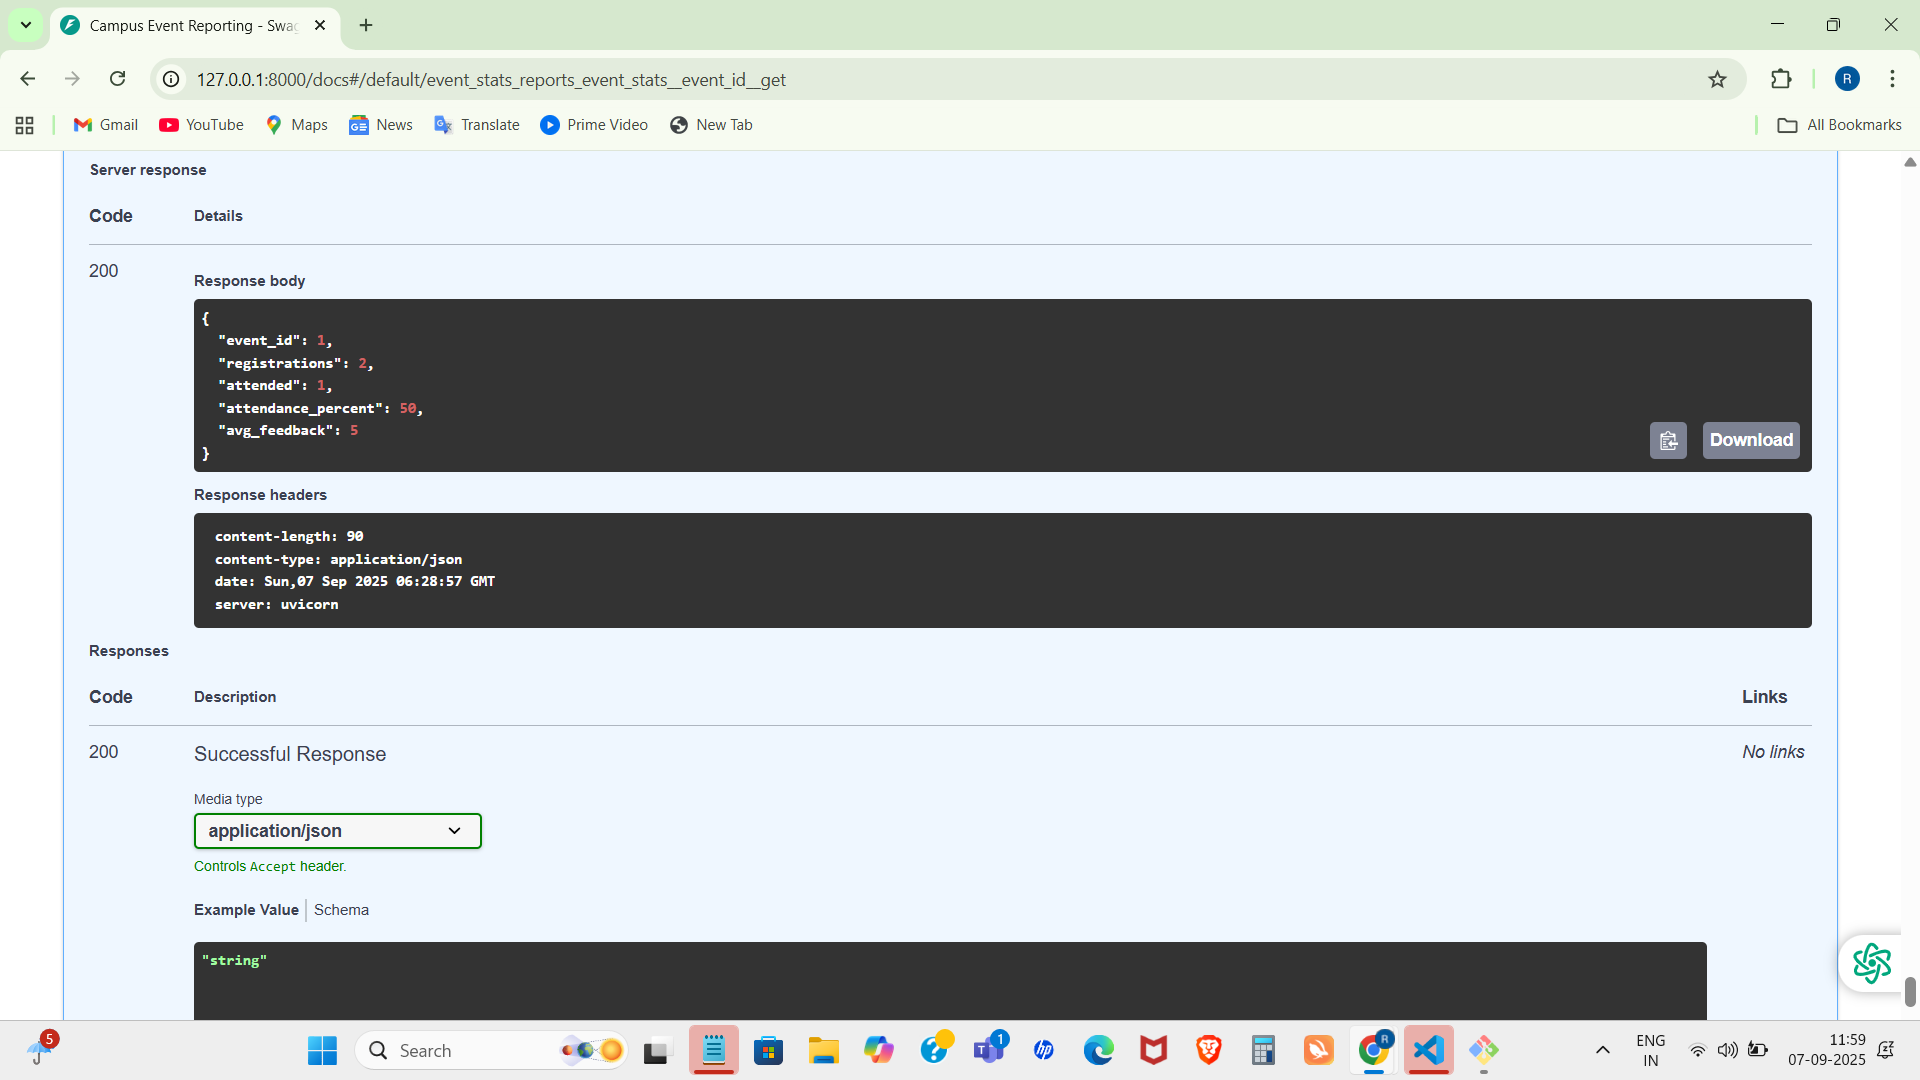 Campus Event Reporting - Swa
127.0.0.1:8000/docs#/default/event_stats_reports_event_stats__event_id__get
R
Gmail
YouTube
Maps
News
Translate
Prime Video
New Tab
All Bookmarks
Server response
Code
Details
200
Response body
{
"event_id": 1,
"registrations": 2,
"attended": 1,
"attendance_percent": 50,
"avg_feedback": 5
}
Download
Response headers
content-length: 90
content-type: application/json
date: Sun,07 Sep 2025 06:28:57 GMT
server: uvicorn
Responses
Code
Description
Links
200
Successful Response
No links
Media type
application/json
Controls Accept header.
Example Value
Schema
"string"
5
Search
1
hp
R
ENG
IN
11:59
07-09-2025